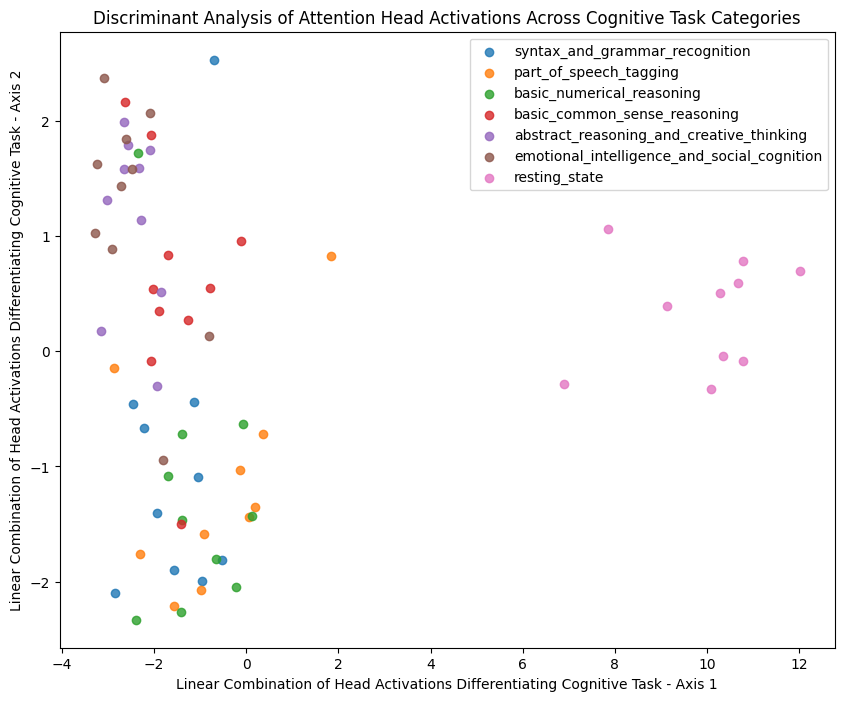 Discriminant Analysis of Attention Head Activations Across Cognitive Task Categories
syntax_and_grammar_recognition
part_of_speech_tagging
basic_numerical_reasoning
basic_common_sense_reasoning
abstract_reasoning_and_creative_thinking
emotional_intelligence_and_social_cognition
resting_state
Linear Combination of Head Activations Differentiating Cognitive Task - Axis 2
2
1
0
−1
−2
−4
−2
0
2
4
6
8
10
12
Linear Combination of Head Activations Differentiating Cognitive Task - Axis 1